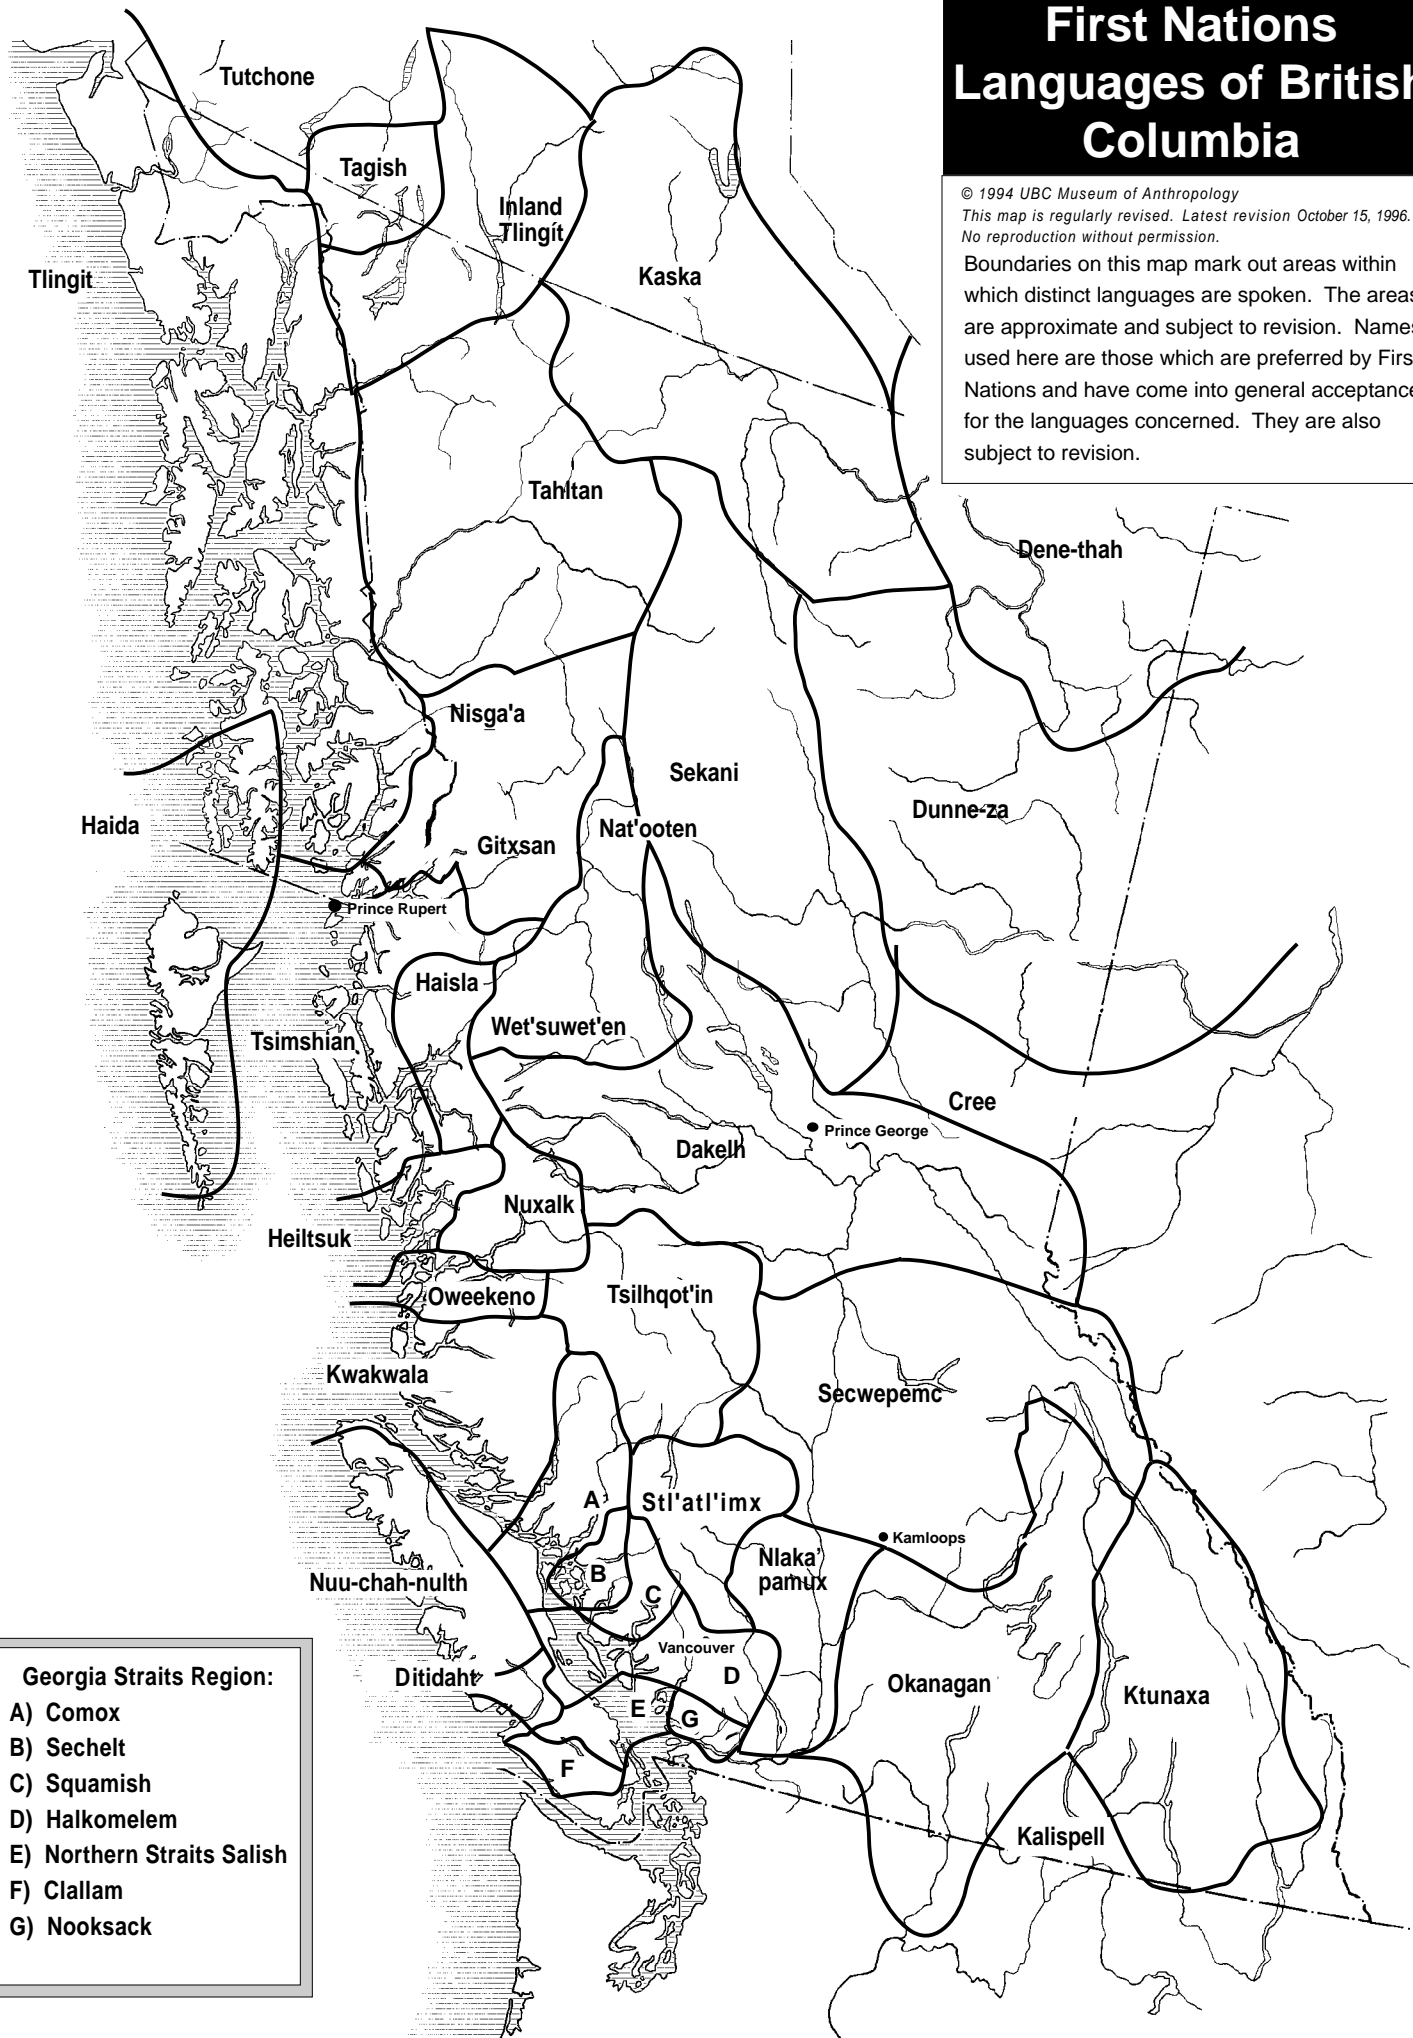 First Nations
Languages of British
Columbia
© 1994 UBC Museum of Anthropology
This map is regularly revised. Latest revision October 15, 1996.
No reproduction without permission.
Boundaries on this map mark out areas within
which distinct languages are spoken. The areas
are approximate and subject to revision. Names
used here are those which are preferred by Firs
Nations and have come into general acceptance
for the languages concerned. They are also
subject to revision.
Tutchone
Tagish
Inland
Tlingit
Tlingit
Kaska
Tahltan
Dene-thah
Nisga'a
Sekani
Haida
Nat'ooten
Dunne-za
Gitxsan
Prince Rupert
Haisla
Wet'suwet'en
Tsimshian
Cree
Prince George
Dakelh
Nuxalk
Heiltsuk
Oweekeno
Tsilhqot'in
Kwakwala
Secwepemc
A
Stl'atl'imx
Kamloops
Nlaka'
pamux
B
Nuu-chah-nulth
C
Vancouver
Ditidaht
D
Okanagan
Ktunaxa
E
G
F
Kalispell
Georgia Straits Region:
A) Comox
B) Sechelt
C) Squamish
D) Halkomelem
E) Northern Straits Salish
F) Clallam
G) Nooksack